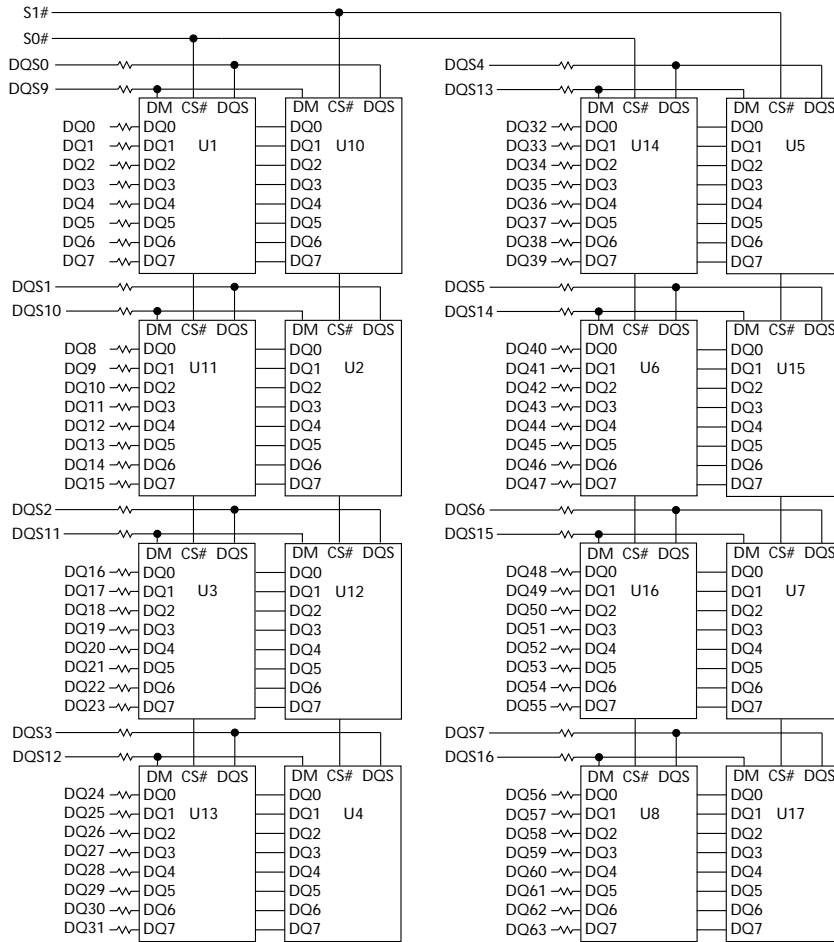 S1#
S0#
DQS0
DQS9
DM CS# DQS
DQ0 DQ0 DQ0
DQ1 DQ1 U1 DQ1 U10
DQ2 DQ2 DQ2
DQ3 DQ3 DQ3
DQ4 DQ4 DQ4
DQ5 DQ5 DQ5
DQ6 DQ6 DQ6
DQ7 DQ7 DQ7
DM CS# DQS
DQS1
DQS10
DM CS# DQS
DQ8 DQ0 DQ0
DQ9 DQ1 U11 DQ1 U2
DQ10 DQ2 DQ2
DQ11 DQ3 DQ3
DQ12 DQ4 DQ4
DQ13 DQ5 DQ5
DQ14 DQ6 DQ6
DQ15 DQ7 DQ7
DM CS# DQS
DQS2
DQS11
DM CS# DQS
DQ16 DQ0 DQ0
DQ17 DQ1 U3 DQ1 U12
DQ18 DQ2 DQ2
DQ19 DQ3 DQ3
DQ20 DQ4 DQ4
DQ21 DQ5 DQ5
DQ22 DQ6 DQ6
DQ23 DQ7 DQ7
DM CS# DQS
DQS3
DQS12
DM CS# DQS
DQ24 DQ0 DQ0
DQ25 DQ1 U13 DQ1 U4
DQ26 DQ2 DQ2
DQ27 DQ3 DQ3
DQ28 DQ4 DQ4
DQ29 DQ5 DQ5
DQ30 DQ6 DQ6
DQ31 DQ7 DQ7
DM CS# DQS
DQS4
DQS13
DM CS# DQS
DQ32 DQ0 DQ0
DQ33 DQ1 U14 DQ1 U5
DQ34 DQ2 DQ2
DQ35 DQ3 DQ3
DQ36 DQ4 DQ4
DQ37 DQ5 DQ5
DQ38 DQ6 DQ6
DQ39 DQ7 DQ7
DM CS# DQS
DQS5
DQS14
DM CS# DQS
DQ40 DQ0 DQ0
DQ41 DQ1 U6 DQ1 U15
DQ42 DQ2 DQ2
DQ43 DQ3 DQ3
DQ44 DQ4 DQ4
DQ45 DQ5 DQ5
DQ46 DQ6 DQ6
DQ47 DQ7 DQ7
DM CS# DQS
DQS6
DQS15
DM CS# DQS
DQ48 DQ0 DQ0
DQ49 DQ1 U16 DQ1 U7
DQ50 DQ2 DQ2
DQ51 DQ3 DQ3
DQ52 DQ4 DQ4
DQ53 DQ5 DQ5
DQ54 DQ6 DQ6
DQ55 DQ7 DQ7
DM CS# DQS
DQS7
DQS16
DM CS# DQS
DQ56 DQ0 DQ0
DQ57 DQ1 U8 DQ1 U17
DQ58 DQ2 DQ2
DQ59 DQ3 DQ3
DQ60 DQ4 DQ4
DQ61 DQ5 DQ5
DQ62 DQ6 DQ6
DQ63 DQ7 DQ7
DM CS# DQS